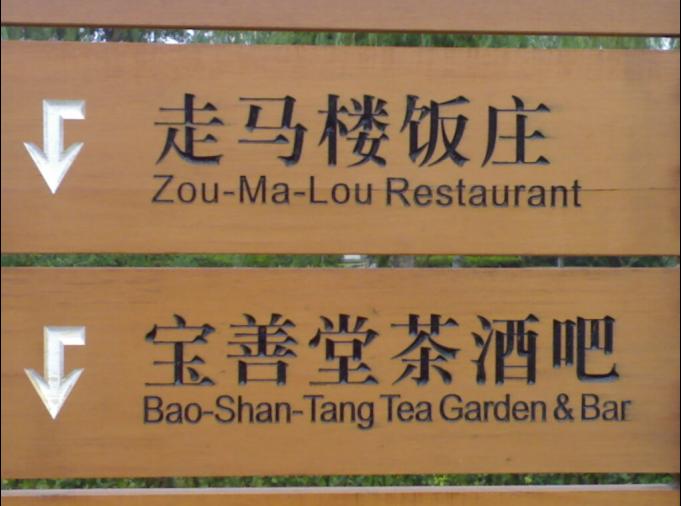 走马楼饭庄
Zou-Ma-Lou Restaurant
宝善堂茶酒吧
Bao-Shan-Tang Tea Garden & Bar